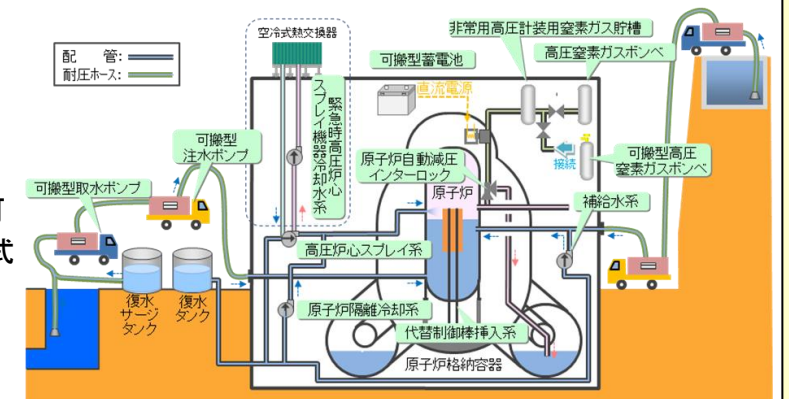 空冷式熱交換器
非常用高圧計装用窒素ガス貯槽
高圧窒素ガスボンベ
可搬型蓄電池
配　管:
耐圧ホース:
直流電源
緊急時高圧炉心
スプレイ機器冷却水系
可搬型
注水ポンプ
原子炉自動減圧
インターロック
接続
可搬型高圧
窒素ガスボンベ
可搬型取水ポンプ
原子炉
補給水系
式
高圧炉心スプレイ系
復水
サージ
タンク
復水
タンク
原子炉隔離冷却系
代替制御棒挿入系
原子炉格納容器